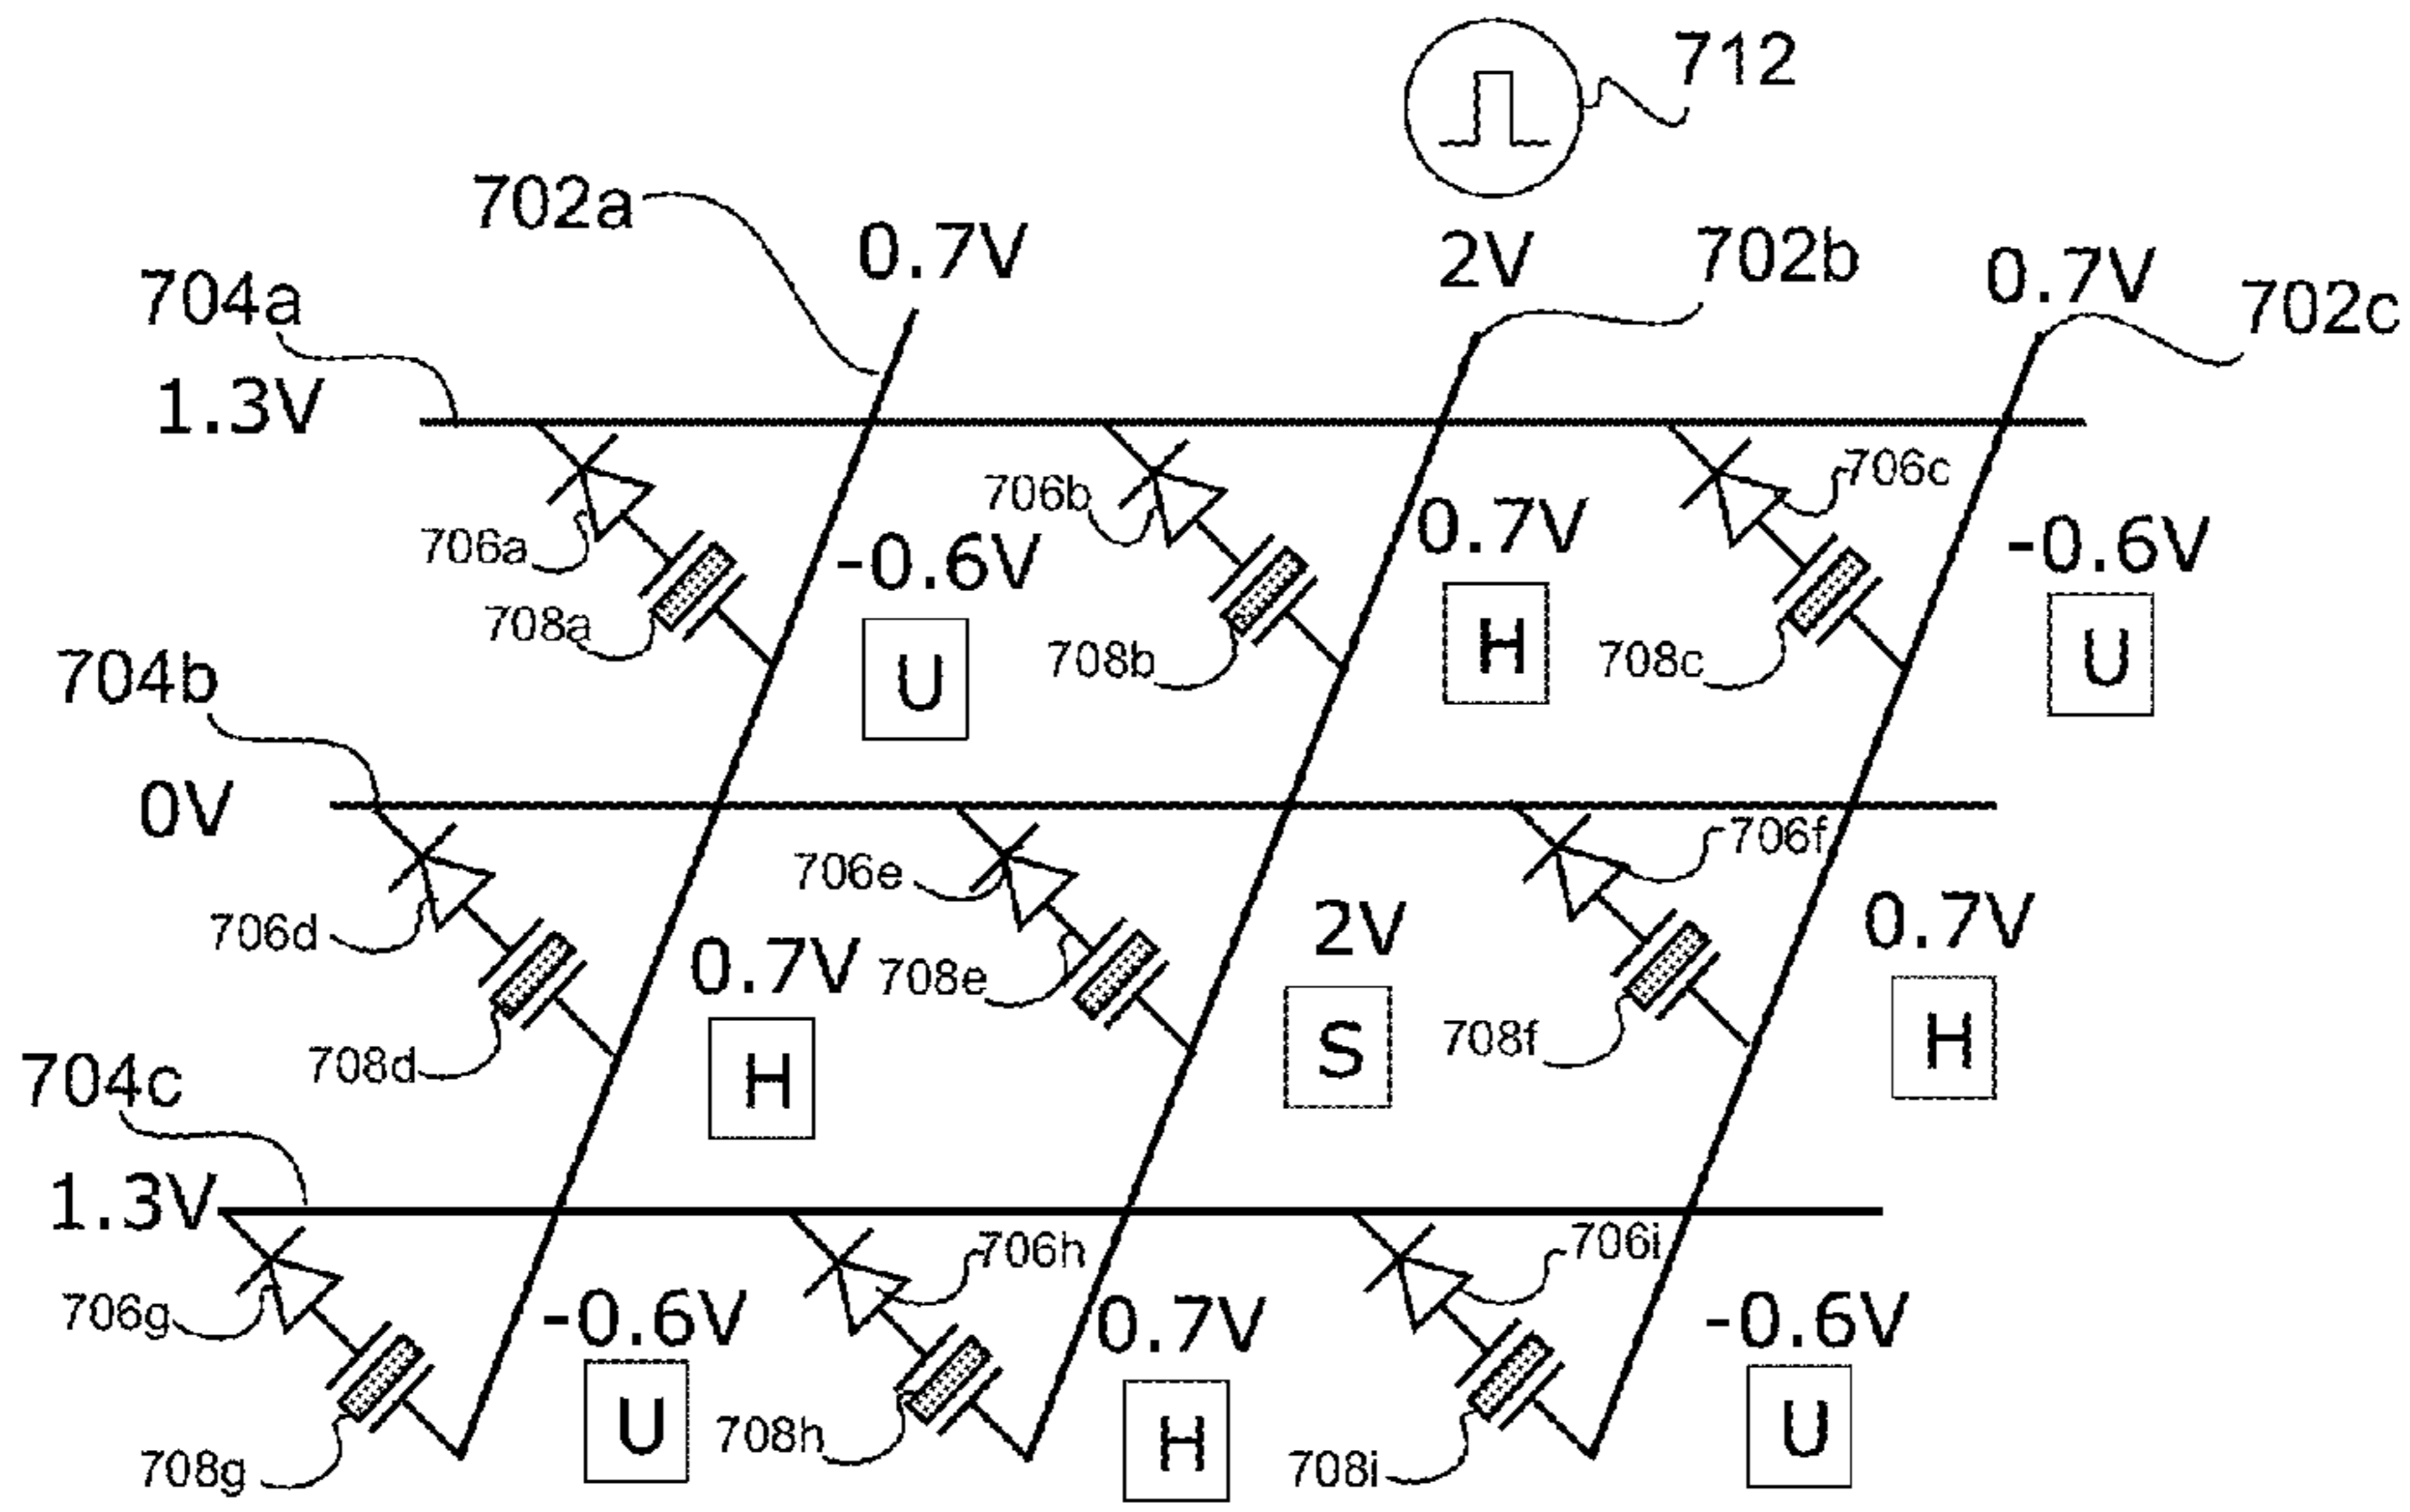 712
702a
0.7V
2V
702b
0.7V
702c
704a
1.3V
706a
708a
-0.6V
U
706b
708b
0.7V
H
706c
708c
-0.6V
U
704b
0V
706d
708d
0.7V
H
706e
708e
2V
S
706f
708f
0.7V
H
704c
1.3V
706g
708g
-0.6V
U
706h
708h
0.7V
H
706i
708i
-0.6V
U